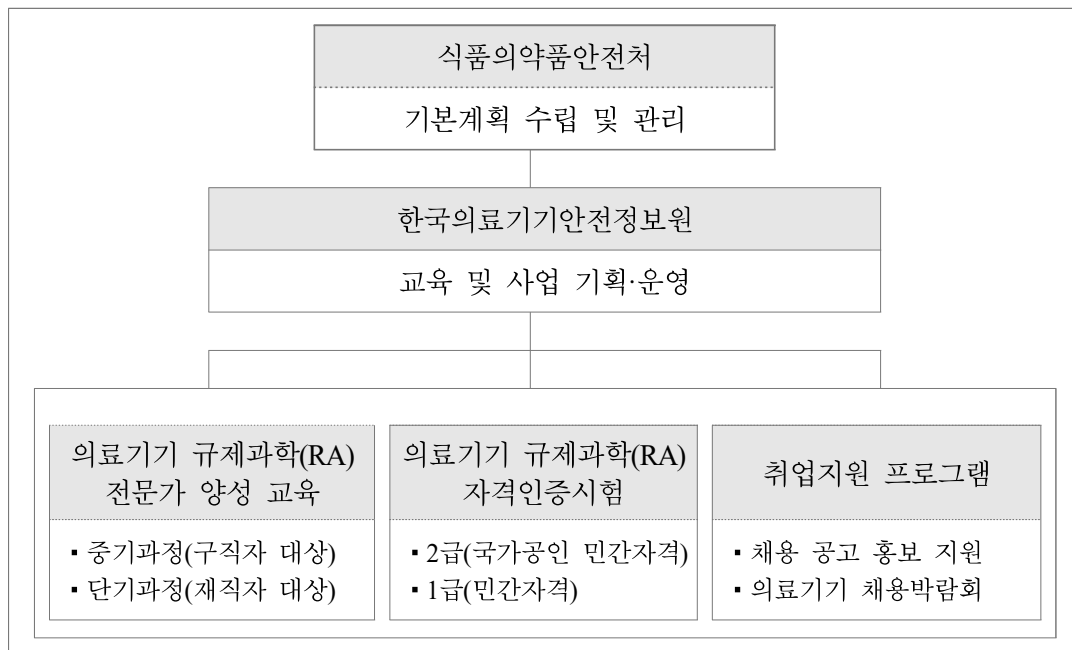 식품의약품안전처
기본계획 수립 및 관리
한국의료기기안전정보원
교육 및 사업 기획·운영
의료기기 규제과학(RA)
전문가 양성 교육
▪ 중기과정(구직자 대상)
▪ 단기과정(재직자 대상)
의료기기 규제과학(RA)
자격인증시험
▪ 2급(국가공인 민간자격)
▪ 1급(민간자격)
취업지원 프로그램
▪ 채용 공고 홍보 지원
▪ 의료기기 채용박람회